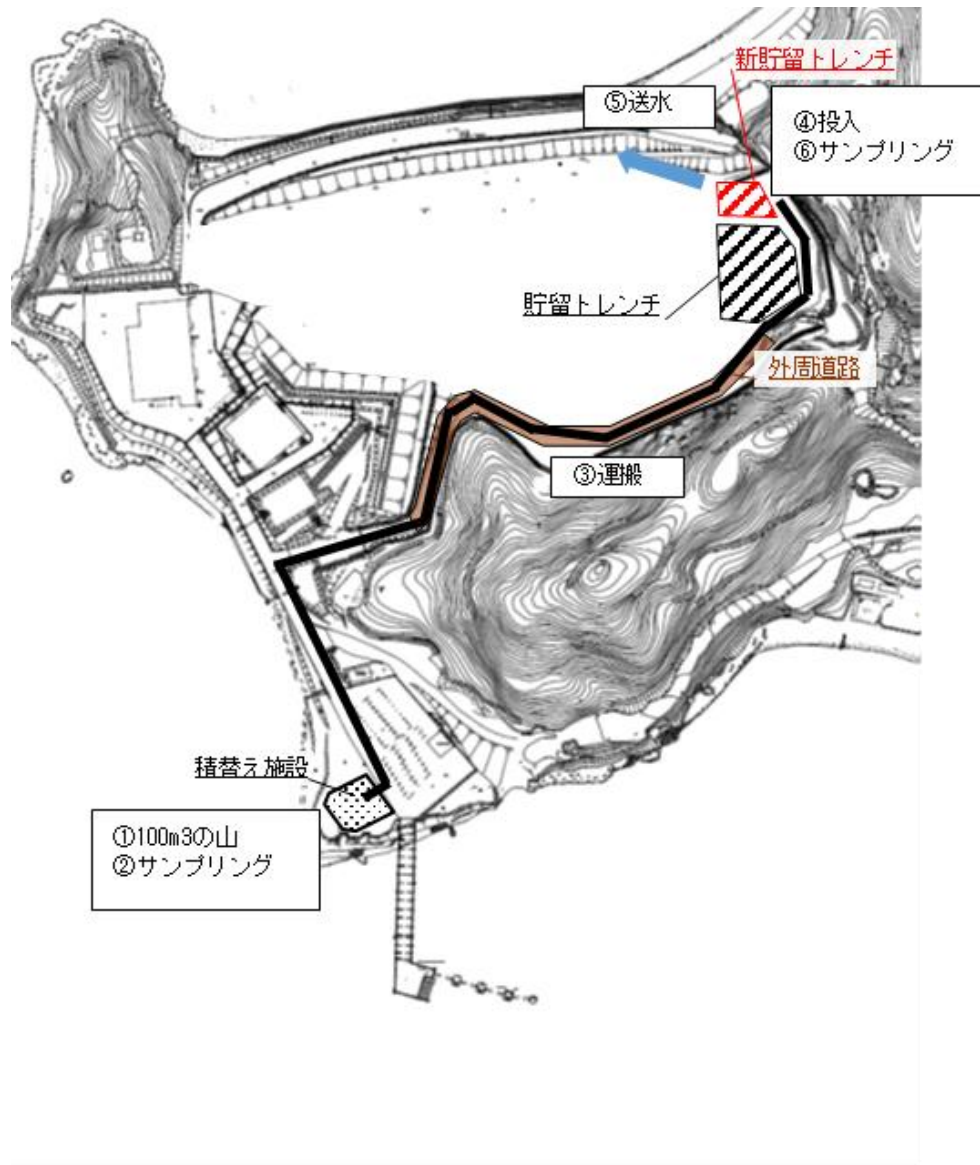 新貯留トレンチ
⑤送水
④投入
⑥サンプリング
貯留トレンチ
外周道路
③運搬
積替え施設
①100m3の山
②サンプリング